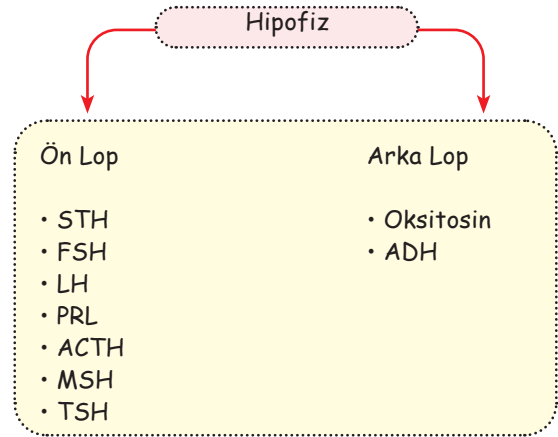 Hipofiz
Ön Lop
• STH
• FSH
• LH
• PRL
• ACTH
• MSH
• TSH
Arka Lop
• Oksitosin
• ADH